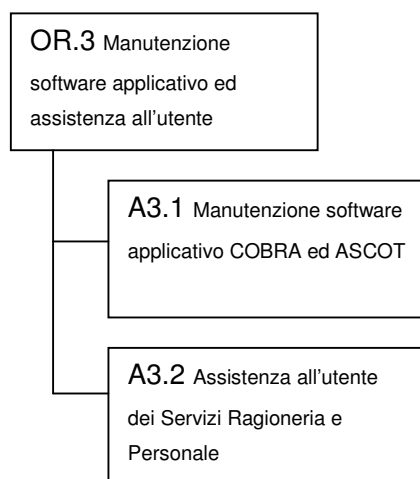 OR.3 Manutenzione
software applicativo ed
assistenza all'utente
A3.1 Manutenzione software
applicativo COBRA ed ASCOT
A3.2 Assistenza all'utente
dei Servizi Ragioneria e
Personale